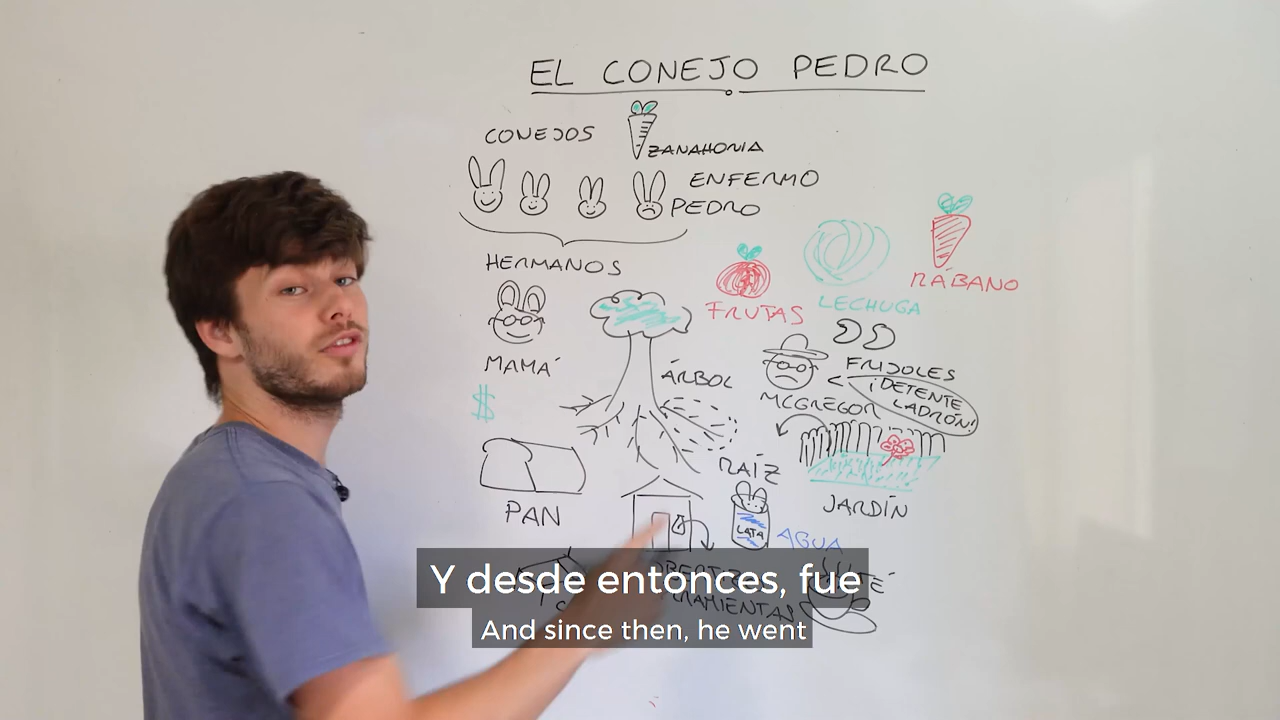 EL CONEJO PEDRO
CONEJOS
ZANAHORIA
ENFERMO
PEDRO
HERMANOS
MAMÁ
FRUTAS
LECHUGA
RÁBANO
FRIJOLES
ÁRBOL
MCGREGOR
¡DETENTE
LADRÓN!
$
PAN
RAÍZ
JARDÍN
LATA
AGUA
TÉ
Y desde entonces, fue
And since then, he went